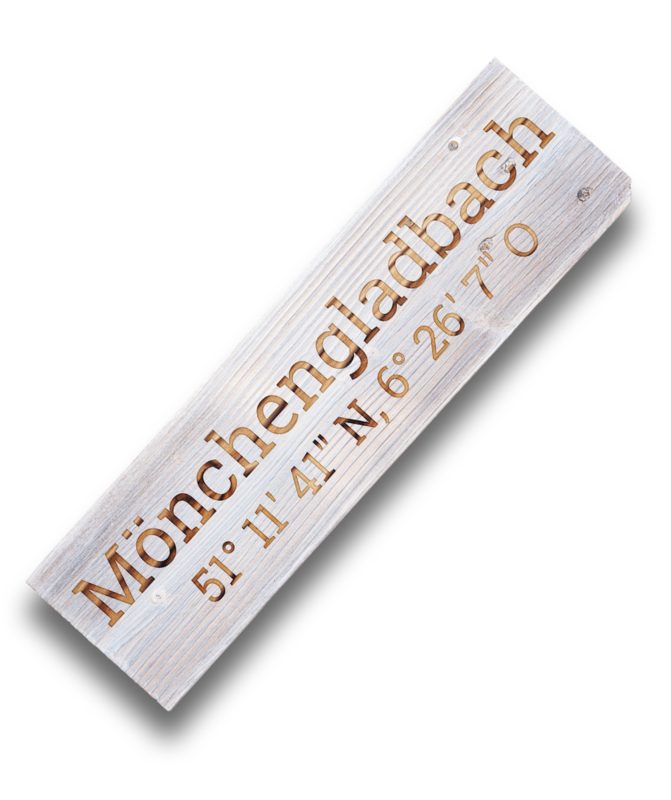 Mönchengladbach
51° 11' 41" N, 6° 26' 7" O